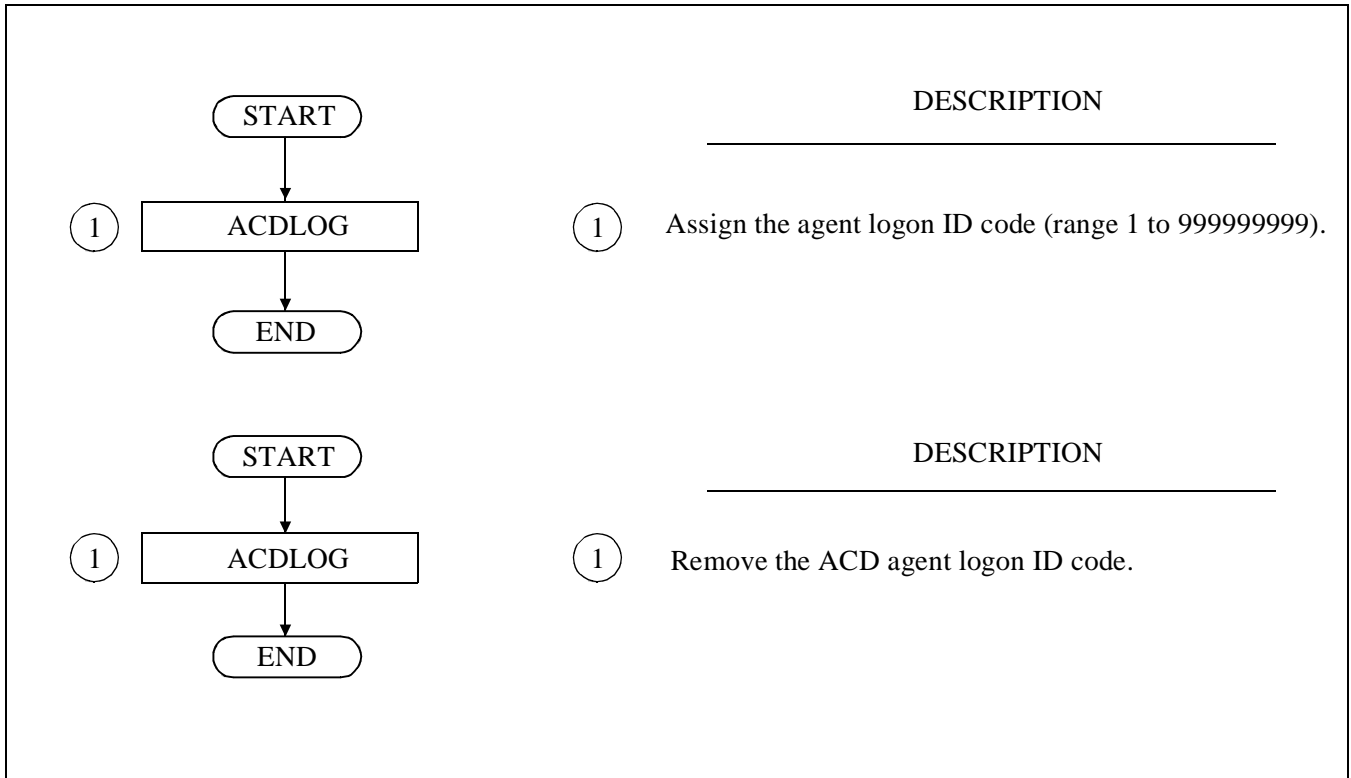 DESCRIPTION
START
1 ACDLOG 1 Assign the agent logon ID code (range 1 to 999999999).
END
START DESCRIPTION
1 ACDLOG 1 Remove the ACD agent logon ID code.
END